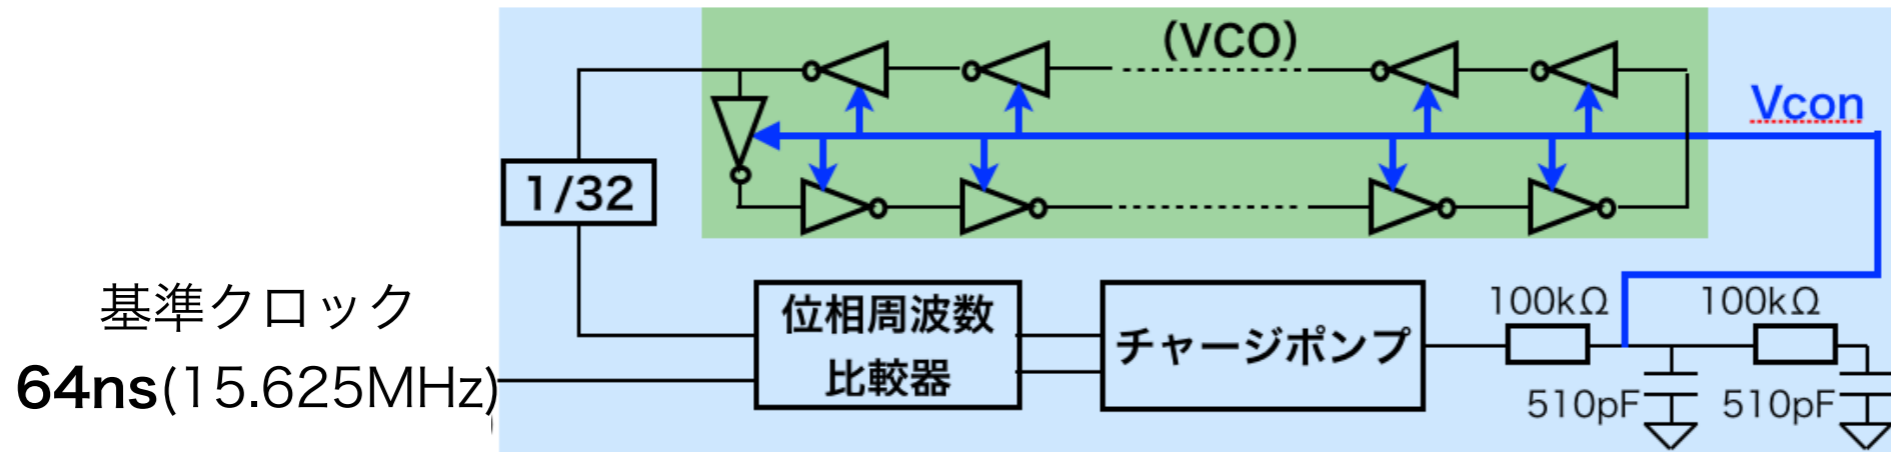 (VCO)
Vcon
1/32
基準クロック
64ns(15.625MHz)
位相周波数
比較器
チャージポンプ
100kΩ
100kΩ
510pF
510pF